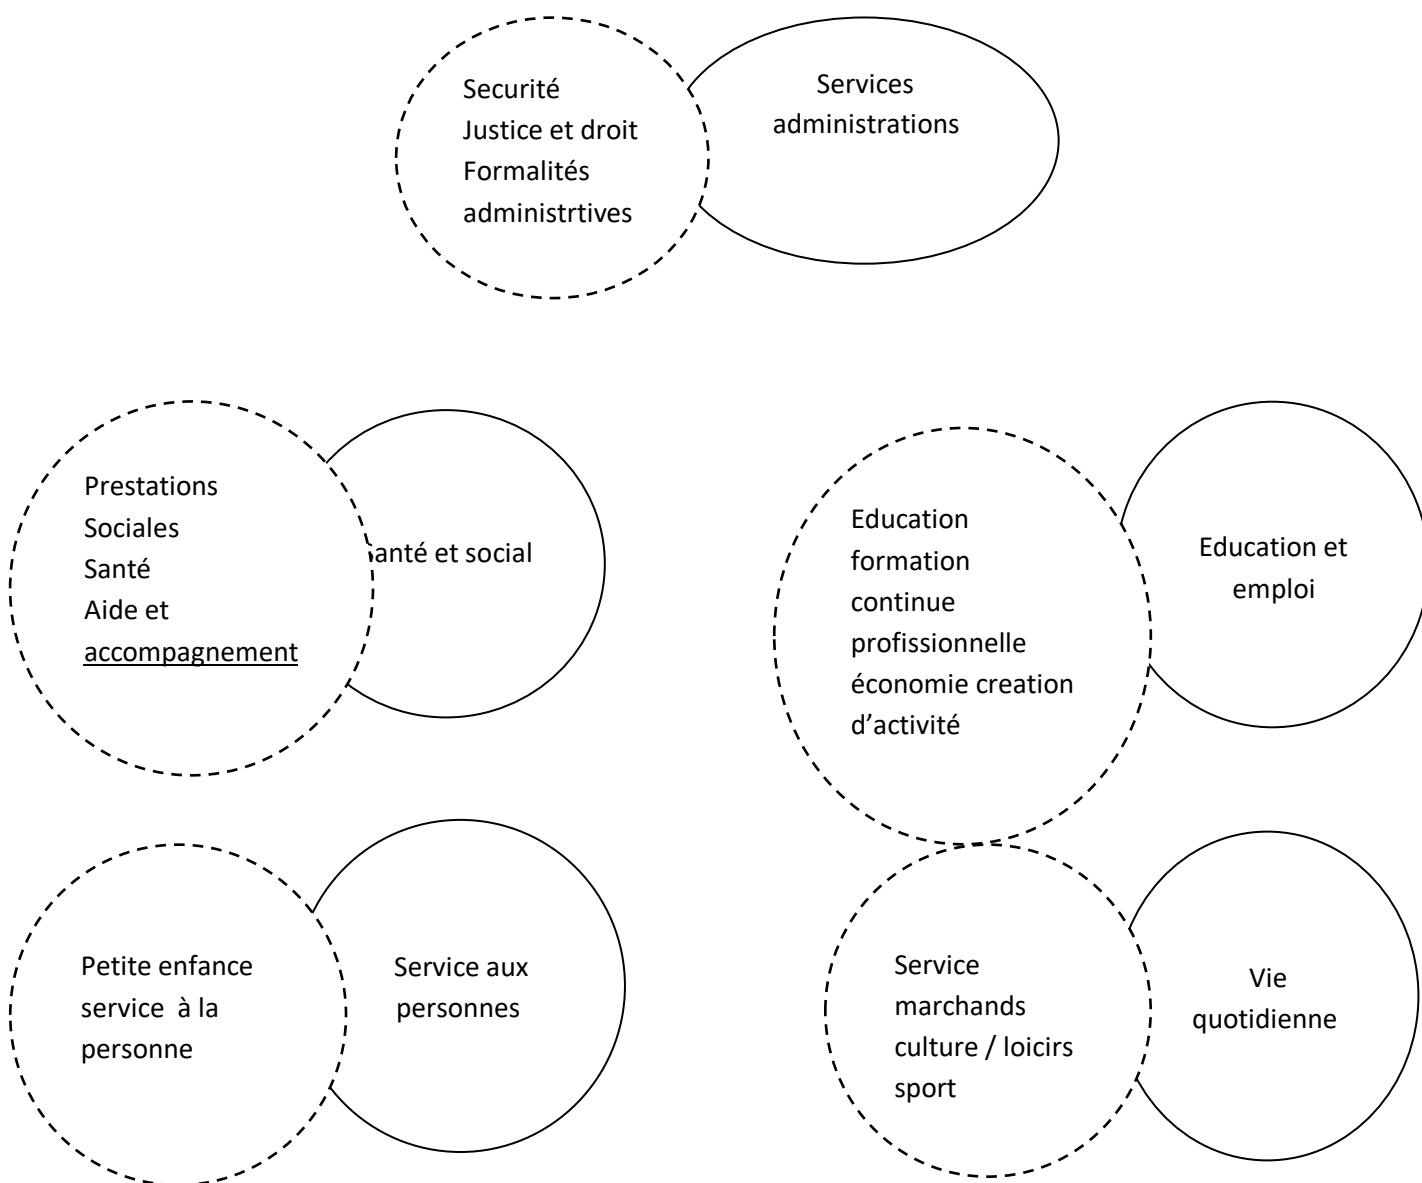 Securité
Justice et droit
Formalités
administrtives
Services
administrations
Prestations
Sociales
Santé
Aide et
accompagnement
anté et social
Education
formation
continue
profissionnelle
économie creation
d’activité
Education et
emploi
Petite enfance
service à la
personne
Service aux
personnes
Service
marchands
culture / loicirs
sport
Vie
quotidienne